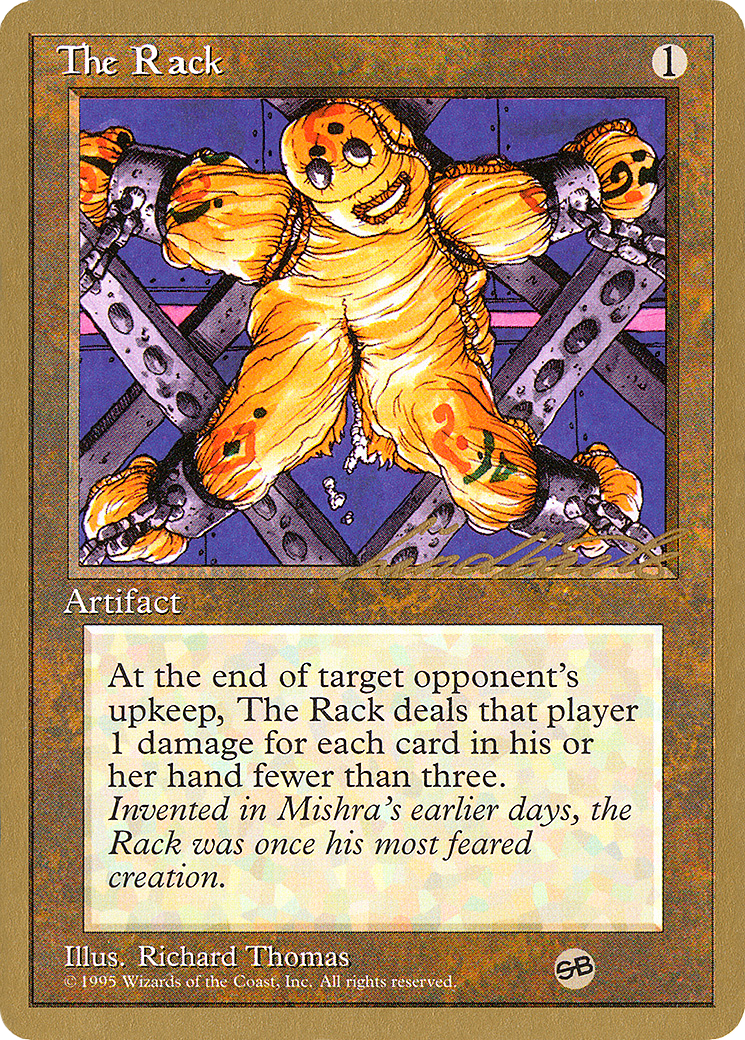 The Rack
1
Artifact
At the end of target opponent's
upkeep, The Rack deals that player
1 damage for each card in his or
her hand fewer than three.
Invented in Mishra's earlier days, the
Rack was once his most feared
creation.
Illus. Richard Thomas
© 1995 Wizards of the Coast, Inc. All rights reserved.
SB